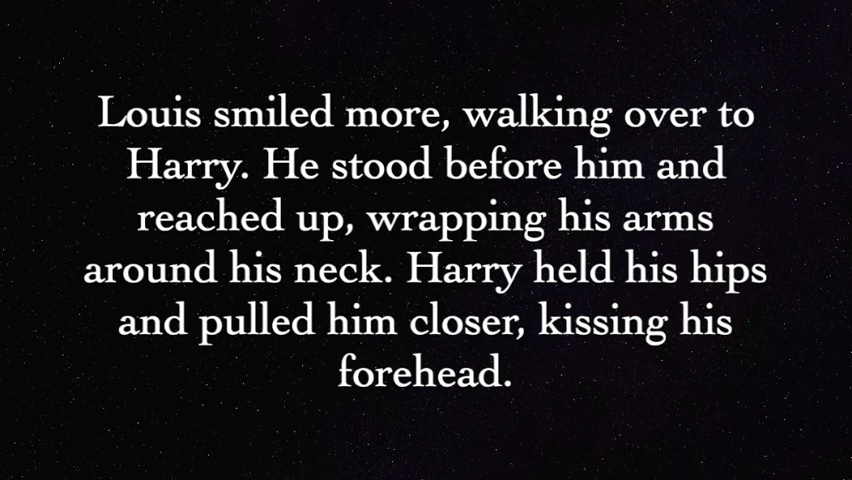 Louis smiled more, walking over to
Harry. He stood before him and
reached up, wrapping his arms
around his neck. Harry held his hips
and pulled him closer, kissing his
forehead.